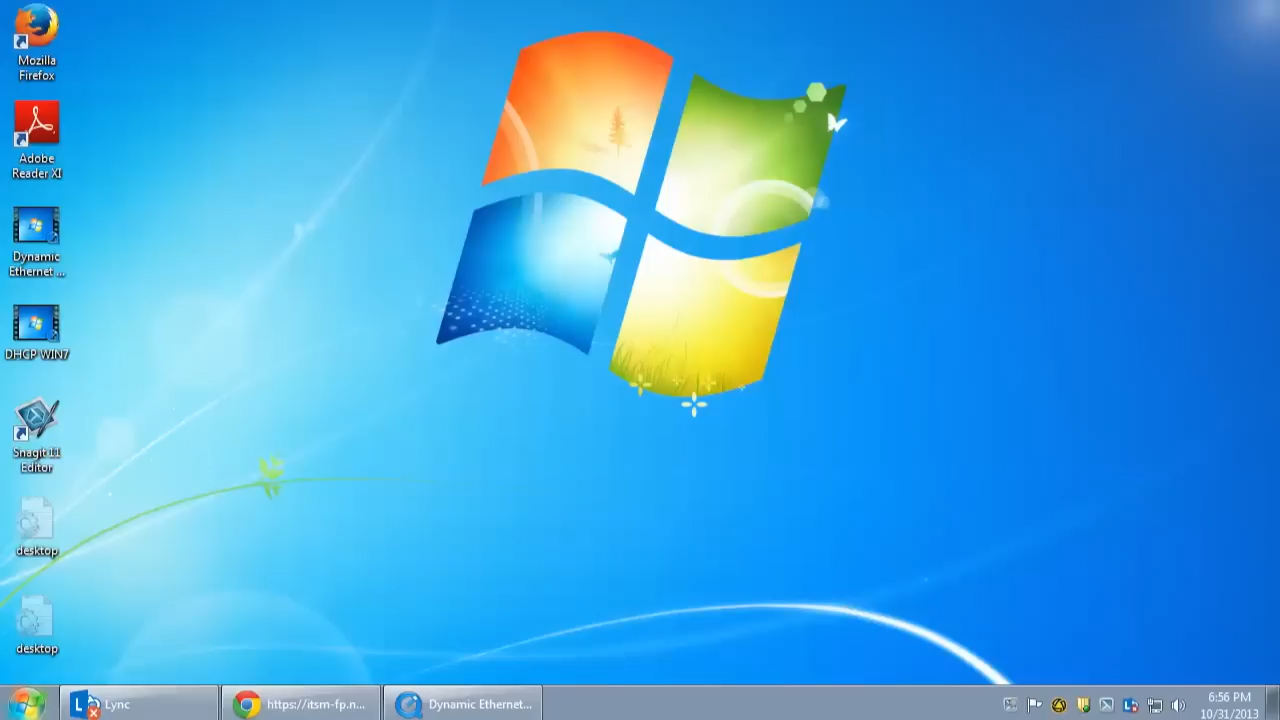 Mozilla
Firefox
Adobe
Reader XI
Dynamic
Ethernet ...
DHCP-WIN7
Snagit 11
Editor
desktop
desktop
Lync
https://itsm-fp.n...
Dynamic Ethernet...
6:56 PM
10/31/2013